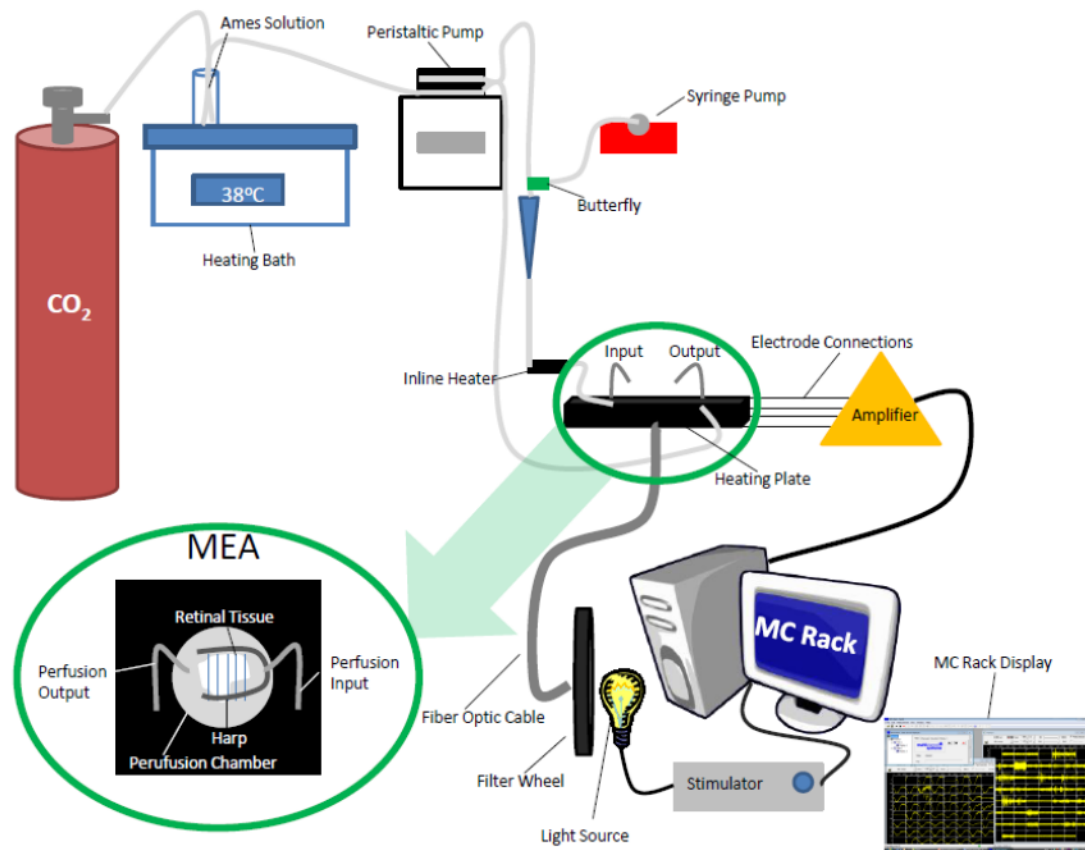 Ames Solution
Peristaltic Pump
Syringe Pump
38°C
Butterfly
Heating Bath
CO2
Input
Output
Electrode Connections
Inline Heater
Amplifier
Heating Plate
MEA
Retinal Tissue
MC Rack
Perfusion
Output
Perfusion
Input
MC Rack Display
Fiber Optic Cable
Harp
Perufusion Chamber
Filter Wheel
Stimulator
Light Source